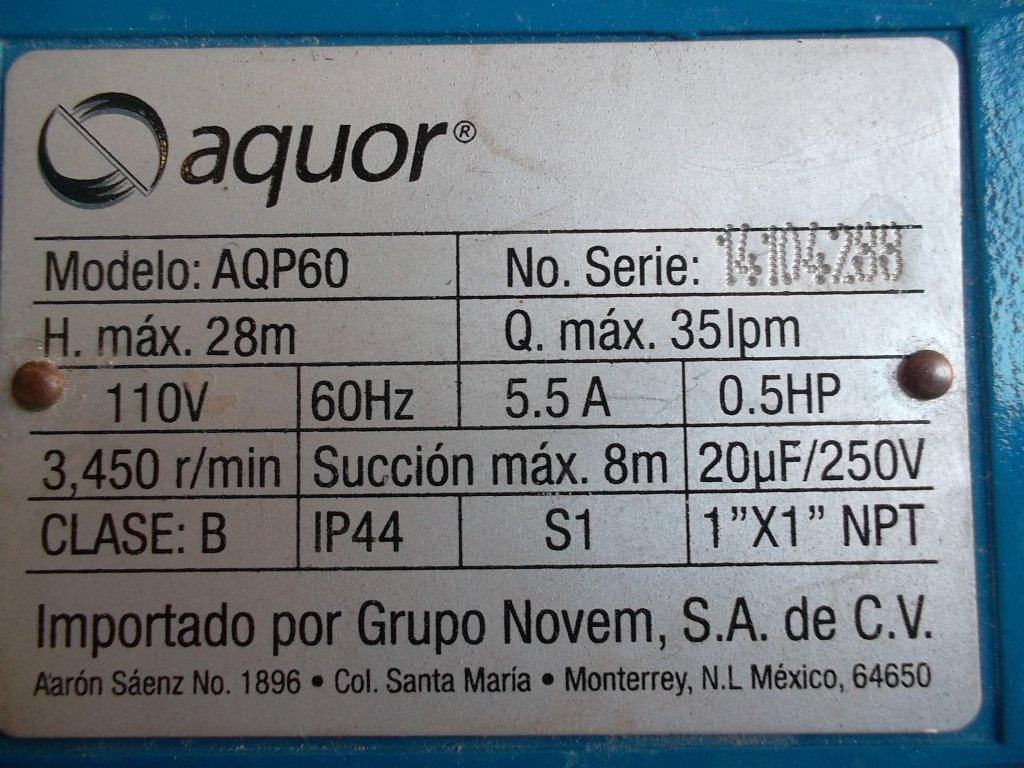 aquor®
Modelo: AQP60 No. Serie: 14104288
H. máx. 28m Q. máx. 35lpm
110V 60Hz 5.5 A 0.5HP
3,450 r/min Succión máx. 8m 20µF/250V
CLASE: B IP44 S1 1”X1” NPT
Importado por Grupo Novem, S.A. de C.V.
Aarón Sáenz No. 1896 • Col. Santa María • Monterrey, N.L México, 64650